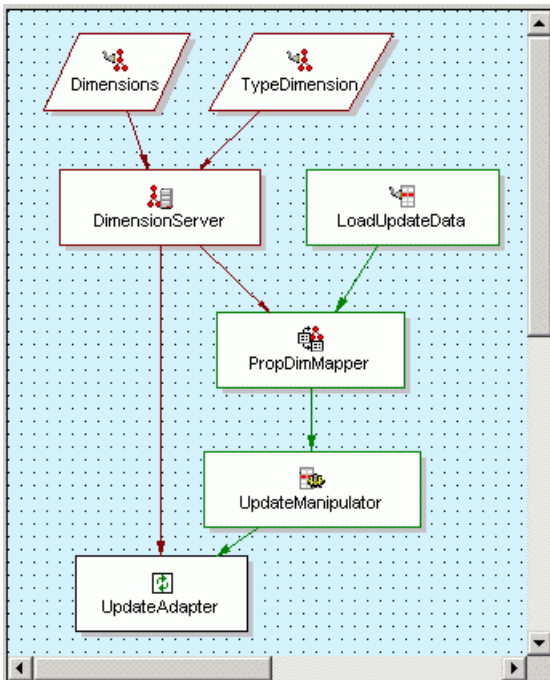 Dimensions
TypeDimension
DimensionServer
LoadUpdateData
PropDimMapper
UpdateManipulator
UpdateAdapter